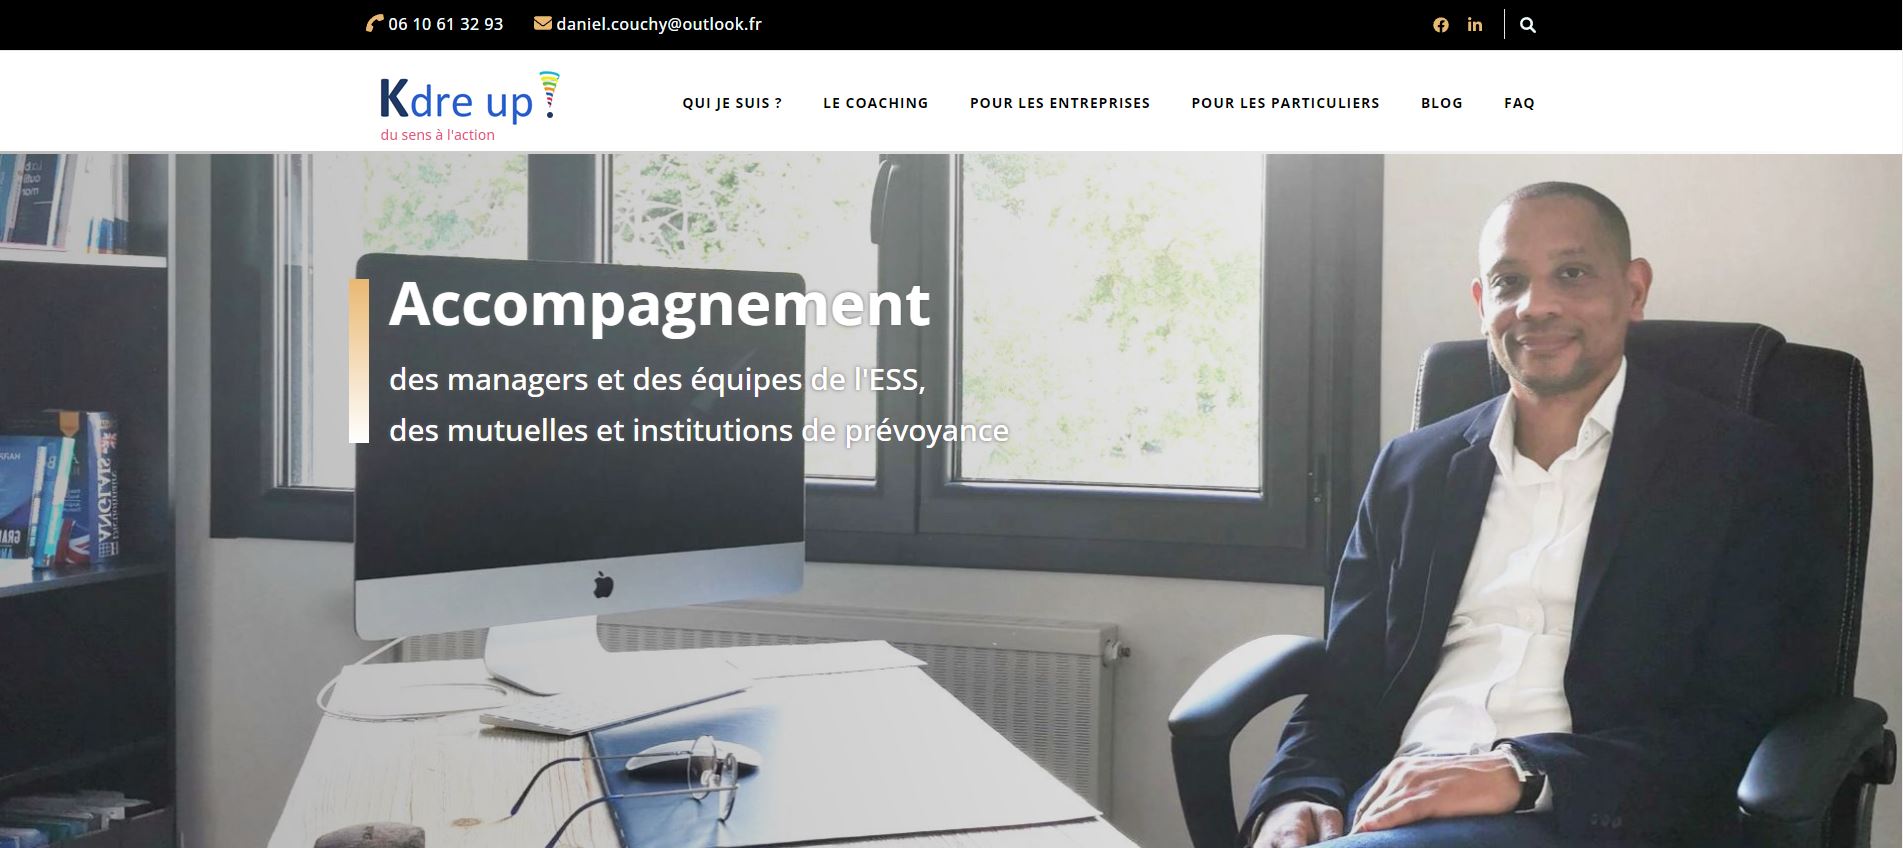 06 10 61 32 93
daniel.couchy@outlook.fr
Kdre up !
du sens à l'action
QUI JE SUIS ?
LE COACHING
POUR LES ENTREPRISES
POUR LES PARTICULIERS
BLOG
FAQ
Accompagnement
des managers et des équipes de l'ESS,
des mutuelles et institutions de prévoyance
ANGLAIS